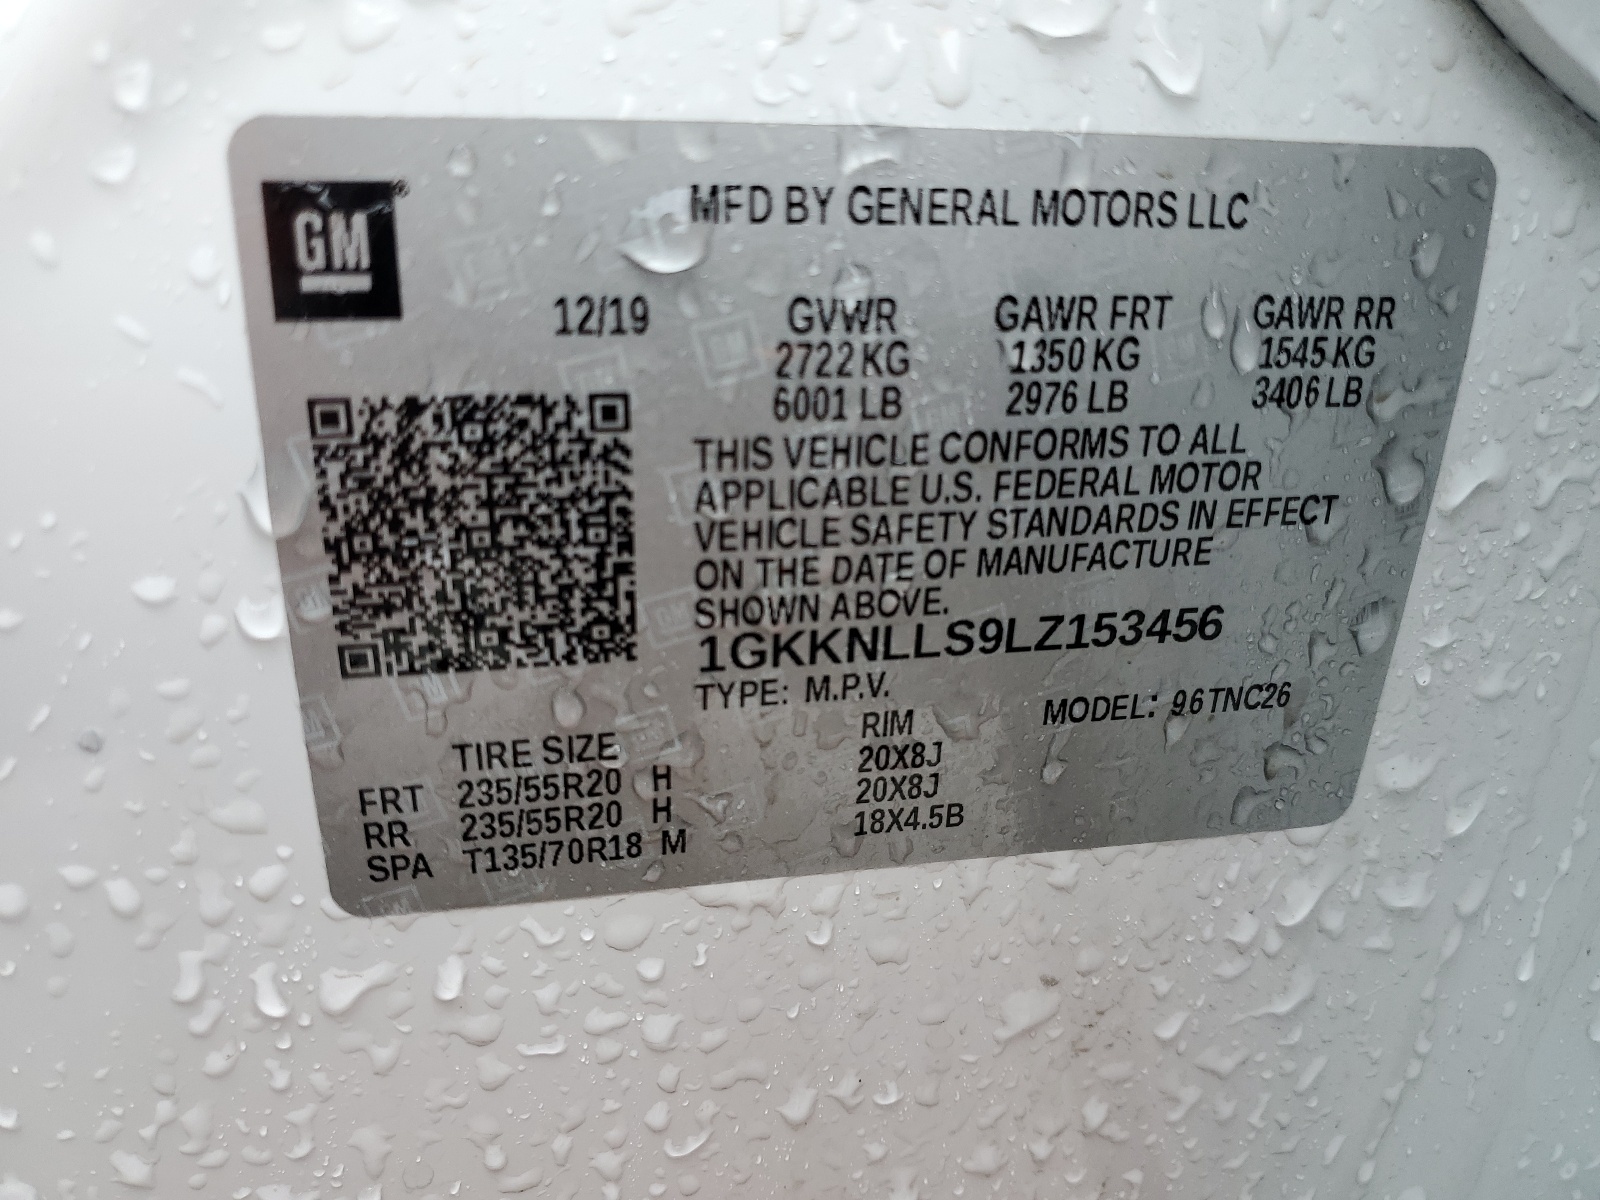 GM
MFD BY GENERAL MOTORS LLC
12/19 GVWR GAWR FRT GAWR RR
2722 KG 1350 KG 1545 KG
6001 LB 2976 LB 3406 LB
THIS VEHICLE CONFORMS TO ALL
APPLICABLE U.S. FEDERAL MOTOR
VEHICLE SAFETY STANDARDS IN EFFECT
ON THE DATE OF MANUFACTURE
SHOWN ABOVE.
1GKKNLLS9LZ153456
TYPE: M.P.V. MODEL: 96TNC26
TIRE SIZE RIM
FRT 235/55R20 H 20X8J
RR 235/55R20 H 20X8J
SPA T135/70R18 M 18X4.5B